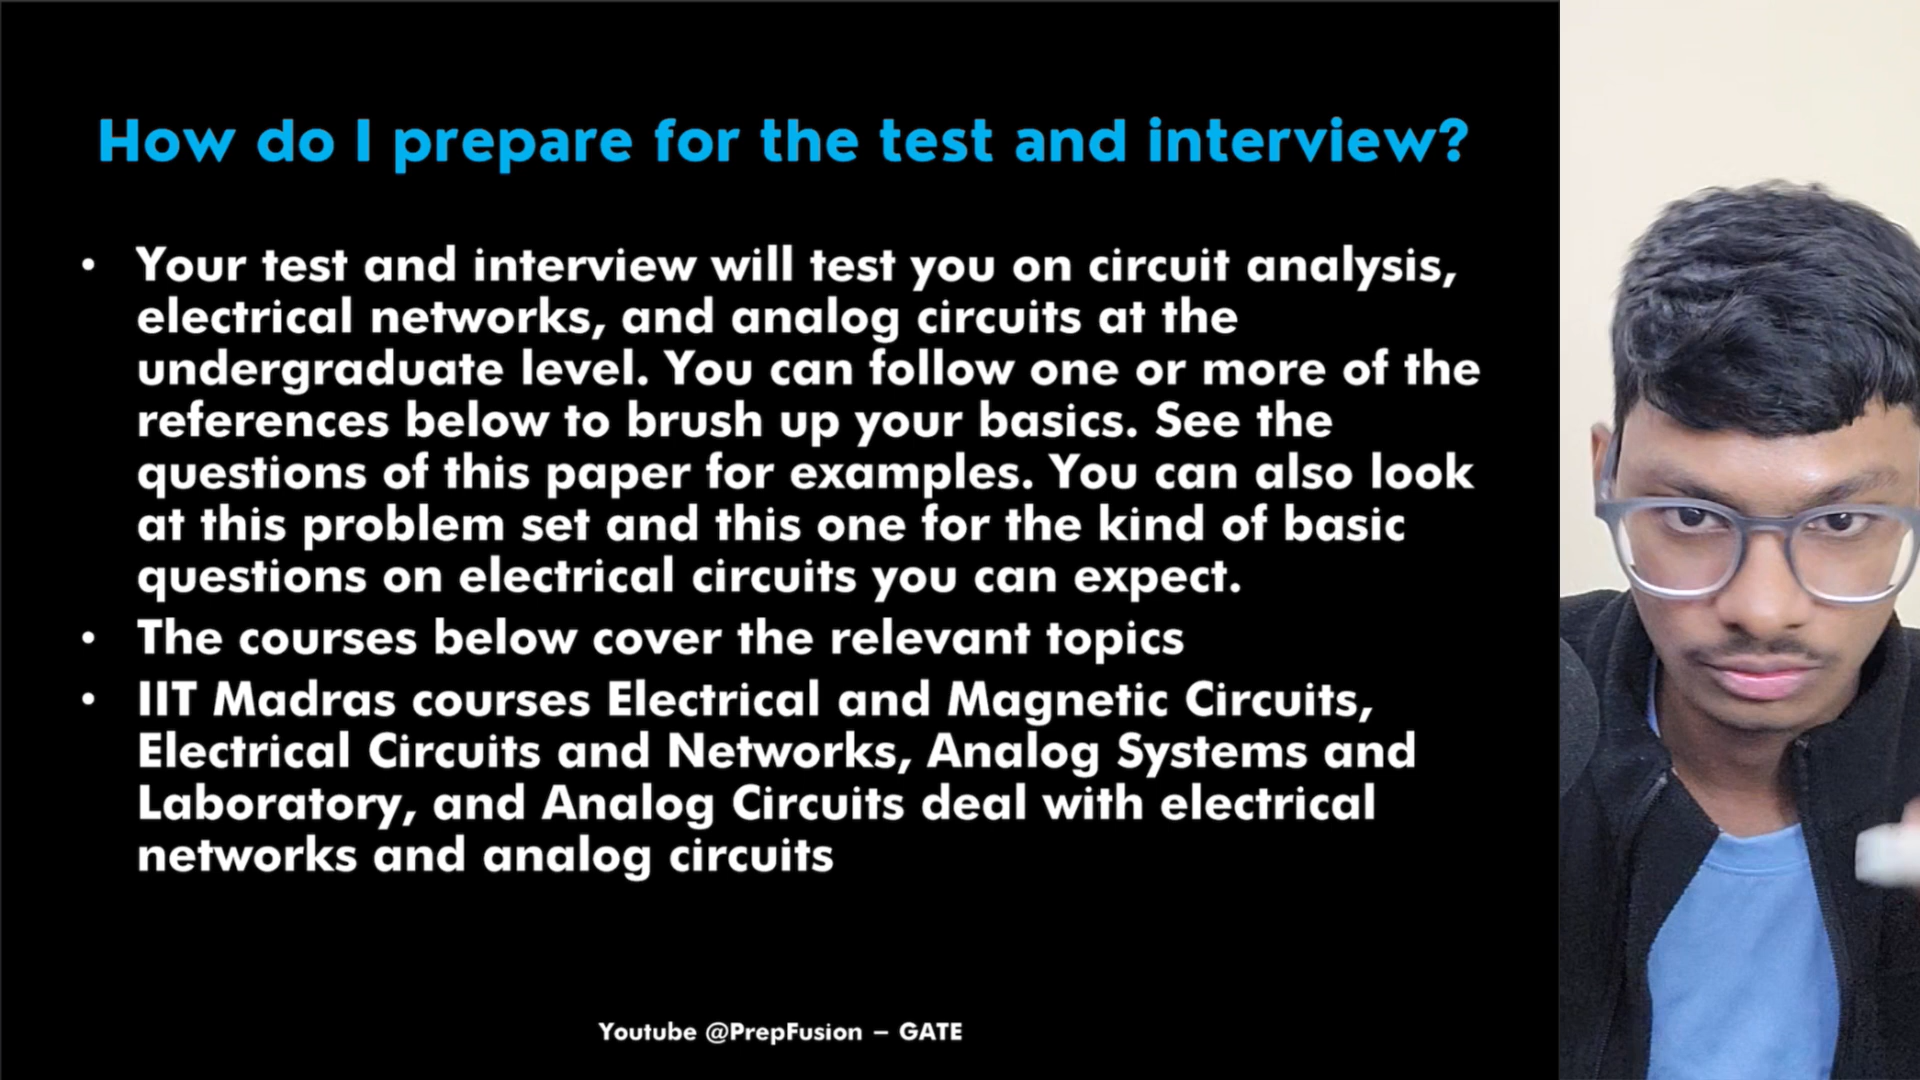 How do I prepare for the test and interview?
• Your test and interview will test you on circuit analysis,
electrical networks, and analog circuits at the
undergraduate level. You can follow one or more of the
references below to brush up your basics. See the
questions of this paper for examples. You can also look
at this problem set and this one for the kind of basic
questions on electrical circuits you can expect.
• The courses below cover the relevant topics
• IIT Madras courses Electrical and Magnetic Circuits,
Electrical Circuits and Networks, Analog Systems and
Laboratory, and Analog Circuits deal with electrical
networks and analog circuits
Youtube @PrepFusion – GATE